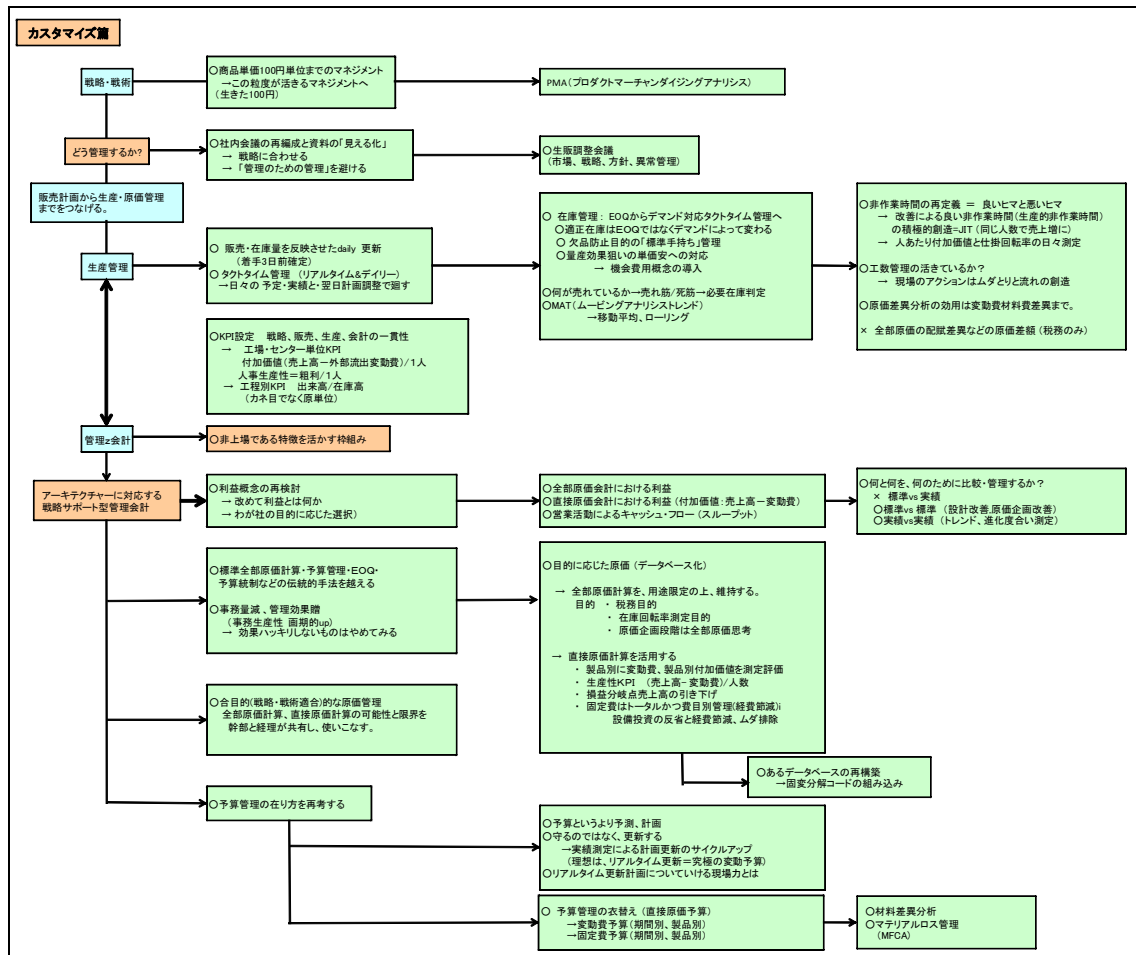 カスタマイズ篇
戦略・戦術
○商品単価100円単位までのマネジメント
→この粒度が活きるマネジメントへ
(生きた100円)
PMA(プロダクトマーチャンダイジングアナリシス)
どう管理するか?
○社内会議の再編成と資料の「見える化」
→ 戦略に合わせる
→ 「管理のための管理」を避ける
○生販調整会議
(市場、戦略、方針、異常管理)
販売計画から生産・原価管理
までをつなげる。
生産管理
○ 販売・在庫量を反映させたdaily 更新
(着手3日前確定)
○タクトタイム管理 (リアルタイム&デイリー)
→日々の 予定・実績と・翌日計画調整で廻す
○ 在庫管理: EOQからデマンド対応タクトタイム管理へ
○適正在庫はEOQではなくデマンドによって変わる
○ 欠品防止目的の「標準手持ち」管理
○量産効果狙いの単価安への対応
→ 機会費用概念の導入
○何が売れているか→売れ筋/死筋→必要在庫判定
○MAT(ムービングアナリシストレンド)
→移動平均、ローリング
○非作業時間の再定義 = 良いヒマと悪いヒマ
→ 改善による良い非作業時間(生産的非作業時間)
の積極的創造=JIT (同じ人数で売上増に)
→ 人あたり付加価値と仕掛回転率の日々測定
○工数管理の活きているか?
→ 現場のアクションはムダとりと流れの創造
○原価差異分析の効用は変動費材料費差異まで。
× 全部原価の配賦差異などの原価差額 (税務のみ)
○KPI設定 戦略、販売、生産、会計の一貫性
→ 工場・センター単位KPI
付加価値(売上高-外部流出変動費)/1人
人事生産性=粗利/1人
→ 工程別KPI 出来高/在庫高
(カネ目でなく原単位)
管理z会計
○非上場である特徴を活かす枠組み
アーキテクチャーに対応する
戦略サポート型管理会計
○利益概念の再検討
→改めて利益とは何か
→ わが社の目的に応じた選択)
○全部原価会計における利益
○直接原価会計における利益 (付加価値:売上高-変動費)
○営業活動によるキャッシュ・フロー (スループット)
○何と何を、何のために比較・管理するか?
× 標準vs 実績
○標準vs 標準 (設計改善,原価企画改善)
○実績vs実績 (トレンド、進化度合い測定)
○標準全部原価計算・予算管理・EOQ・
予算統制などの伝統的手法を越える
○事務量減、管理効果贈
(事務生産性 画期的up)
→ 効果ハッキリしないものはやめてみる
○目的に応じた原価 (データベース化)
→ 全部原価計算を、用途限定の上、維持する。
目的 ・ 税務目的
・ 在庫回転率測定目的
・ 原価企画段階は全部原価思考
→ 直接原価計算を活用する
・ 製品別に変動費、製品別付加価値を測定評価
・ 生産性KPI (売上高-変動費)/人数
・ 損益分岐点売上高の引き下げ
・ 固定費はトータルかつ費目別管理(経費節減)i
設備投資の反省と経費節減、ムダ排除
○合目的(戦略・戦術適合)的な原価管理
全部原価計算、直接原価計算の可能性と限界を
幹部と経理が共有し、使いこなす。
○あるデータベースの再構築
→固変分解コードの組み込み
○予算管理の在り方を再考する
○予算というより予測、計画
○守るのではなく、更新する
→実績測定による計画更新のサイクルアップ
(理想は、リアルタイム更新=究極の変動予算)
○リアルタイム更新計画についていける現場力とは
○ 予算管理の衣替え (直接原価予算)
→変動費予算(期間別、製品別)
→固定費予算(期間別、製品別)
○材料差異分析
○マテリアルロス管理
(MFCA)